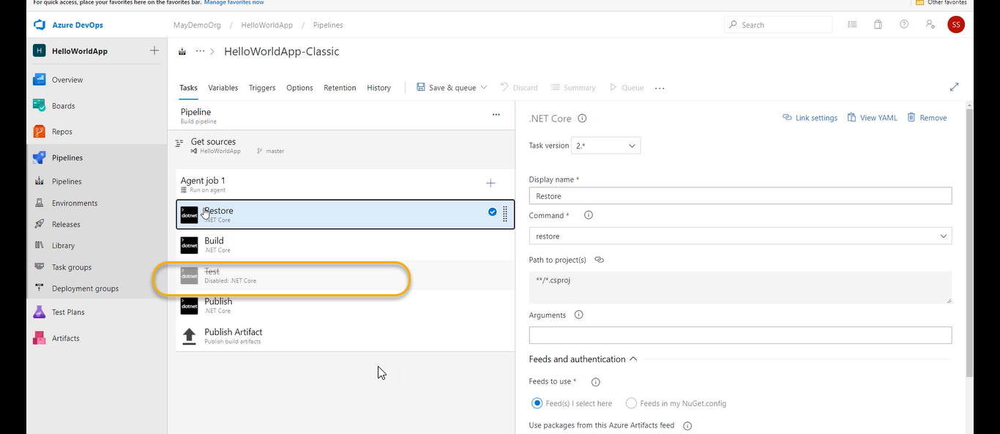 For quick access, place your favorites here on the favorites bar. Manage favorites now
Other favorites
Azure DevOps
MayDemoOrg / HelloWorldApp / Pipelines
Search
SS
H HelloWorldApp
Overview
Boards
Repos
Pipelines
Pipelines
Environments
Releases
Library
Task groups
Deployment groups
Test Plans
Artifacts
··· > HelloWorldApp-Classic
Tasks Variables Triggers Options Retention History Save & queue Discard Summary Queue ...
Pipeline
Build pipeline
Get sources
HelloWorldApp master
Agent job 1
Run on agent
dotnet Restore
.NET Core
dotnet Build
.NET Core
dotnet Test
Disabled: .NET Core
dotnet Publish
.NET Core
Publish Artifact
Publish build artifacts
.NET Core
Link settings View YAML Remove
Task version 2.*
Display name *
Restore
Command *
restore
Path to project(s)
**/*.csproj
Arguments
Feeds and authentication
Feeds to use *
Feed(s) I select here Feeds in my NuGet.config
Use packages from this Azure Artifacts feed